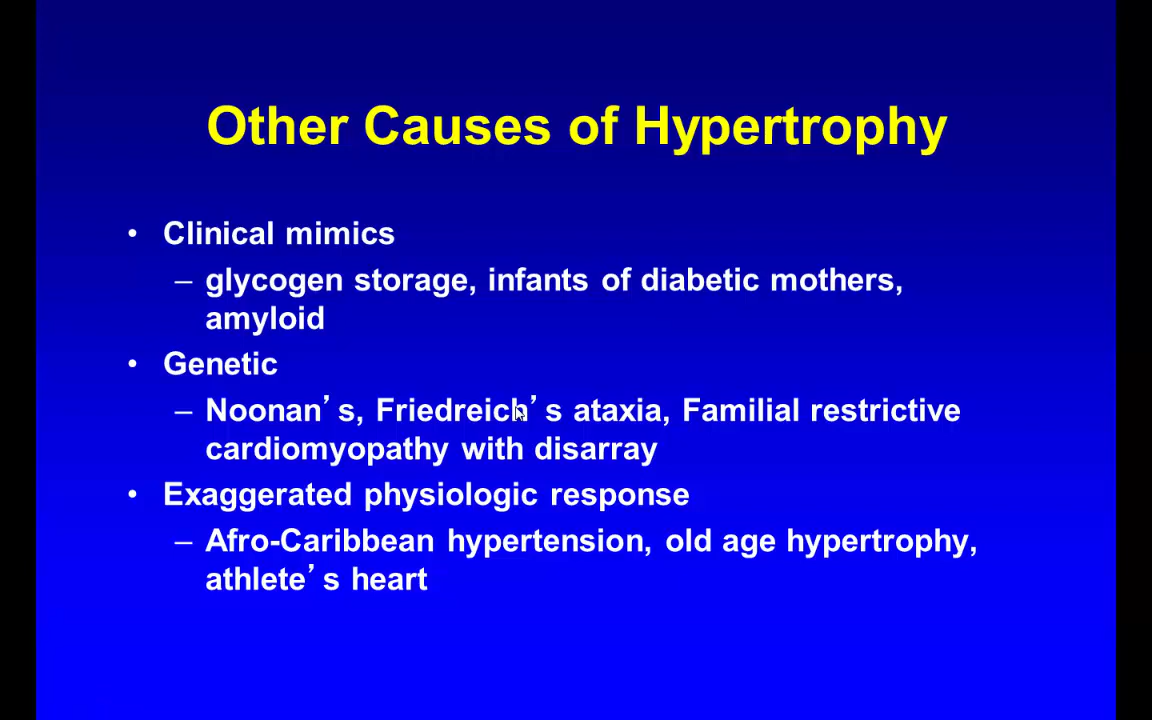 Other Causes of Hypertrophy
• Clinical mimics
– glycogen storage, infants of diabetic mothers,
amyloid
• Genetic
– Noonan’s, Friedreich’s ataxia, Familial restrictive
cardiomyopathy with disarray
• Exaggerated physiologic response
– Afro-Caribbean hypertension, old age hypertrophy,
athlete’s heart